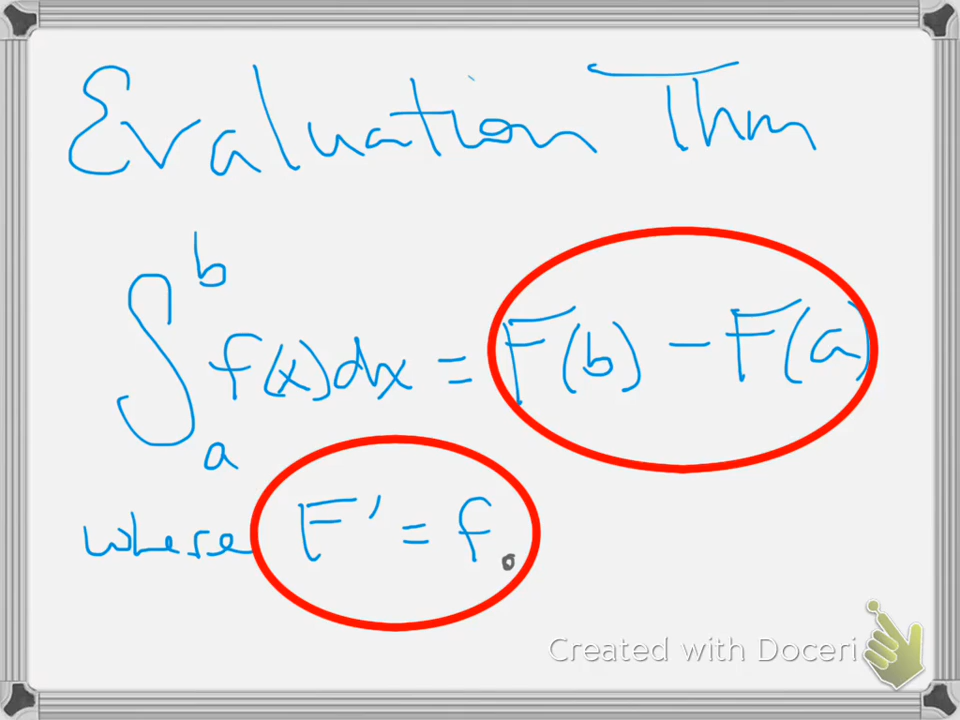 Evaluation Thm
∫_a^b f(x)dx = F(b) - F(a)
where F' = f.
Created with Doceri